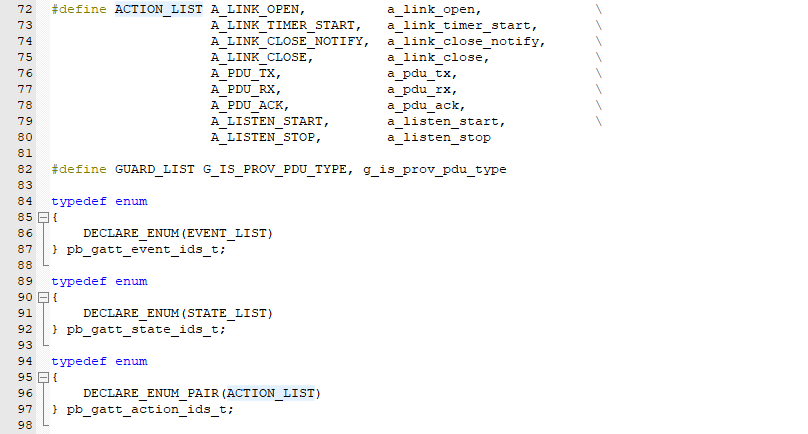 72 #define ACTION_LIST A_LINK_OPEN, a_link_open, \
73 A_LINK_TIMER_START, a_link_timer_start, \
74 A_LINK_CLOSE_NOTIFY, a_link_close_notify, \
75 A_LINK_CLOSE, a_link_close, \
76 A_PDU_TX, a_pdu_tx, \
77 A_PDU_RX, a_pdu_rx, \
78 A_PDU_ACK, a_pdu_ack, \
79 A_LISTEN_START, a_listen_start, \
80 A_LISTEN_STOP, a_listen_stop
81
82 #define GUARD_LIST G_IS_PROV_PDU_TYPE, g_is_prov_pdu_type
83
84 typedef enum
85 {
86 DECLARE_ENUM(EVENT_LIST)
87 } pb_gatt_event_ids_t;
88
89 typedef enum
90 {
91 DECLARE_ENUM(STATE_LIST)
92 } pb_gatt_state_ids_t;
93
94 typedef enum
95 {
96 DECLARE_ENUM_PAIR(ACTION_LIST)
97 } pb_gatt_action_ids_t;
98